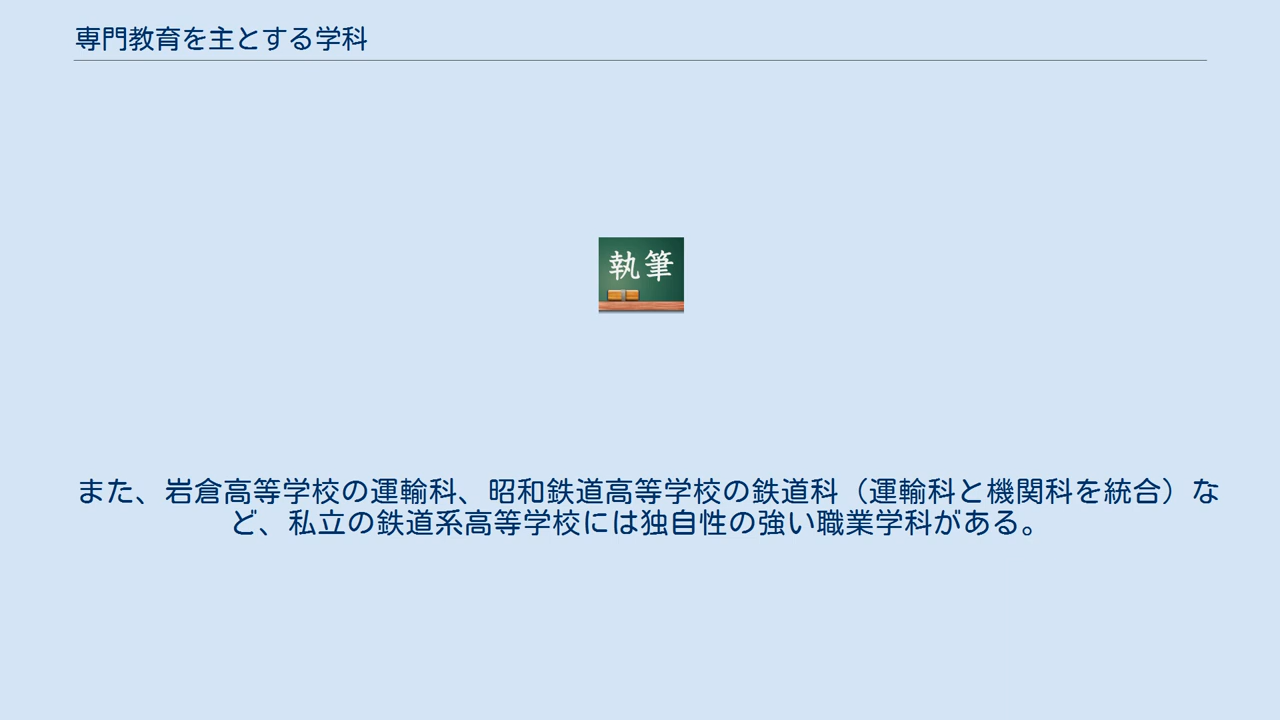 専門教育を主とする学科
執筆
また、岩倉高等学校の運輸科、昭和鉄道高等学校の鉄道科（運輸科と機関科を統合）な
ど、私立の鉄道系高等学校には独自性の強い職業学科がある。